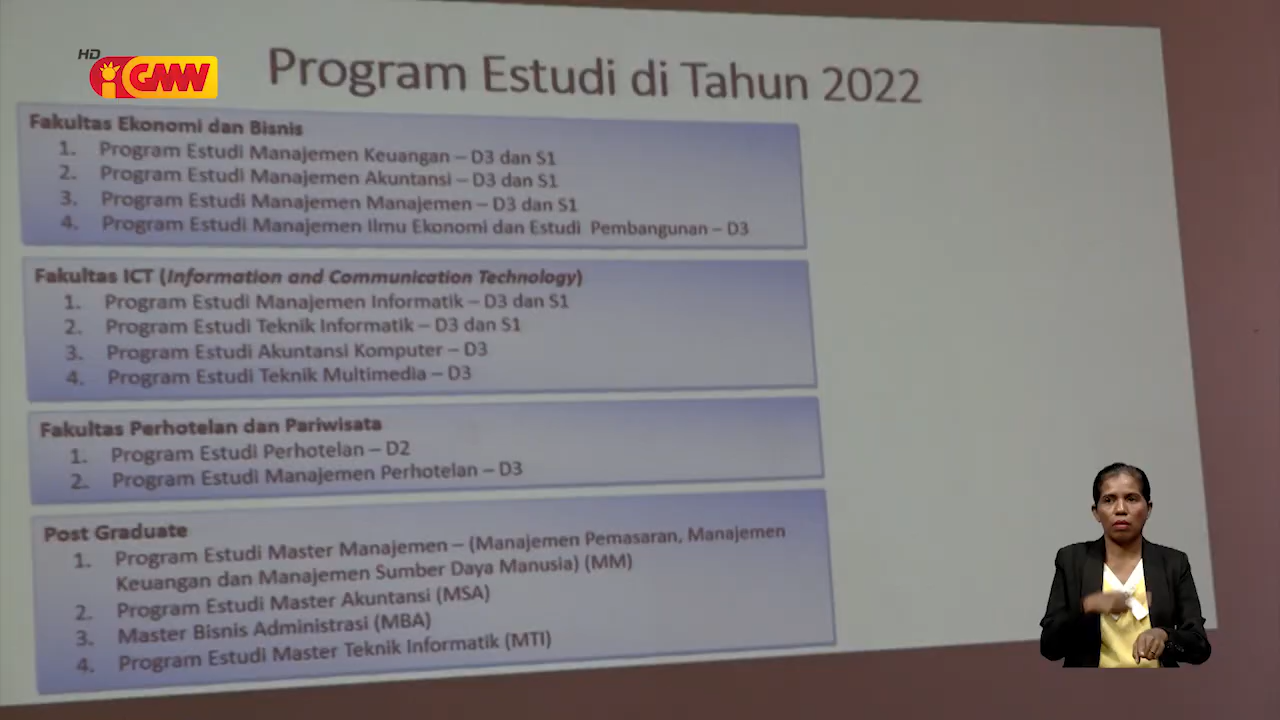 HD
GMN
Program Estudi di Tahun 2022
Fakultas Ekonomi dan Bisnis
1. Program Estudi Manajemen Keuangan – D3 dan S1
2. Program Estudi Manajemen Akuntansi – D3 dan S1
3. Program Estudi Manajemen Manajemen – D3 dan S1
4. Program Estudi Manajemen Ilmu Ekonomi dan Estudi Pembangunan – D3
Fakultas ICT (Information and Communication Technology)
1. Program Estudi Manajemen Informatik – D3 dan S1
2. Program Estudi Teknik Informatik – D3 dan S1
3. Program Estudi Akuntansi Komputer – D3
4. Program Estudi Teknik Multimedia – D3
Fakultas Perhotelan dan Pariwisata
1. Program Estudi Perhotelan – D2
2. Program Estudi Manajemen Perhotelan – D3
Post Graduate
1. Program Estudi Master Manajemen – (Manajemen Pemasaran, Manajemen
Keuangan dan Manajemen Sumber Daya Manusia) (MM)
2. Program Estudi Master Akuntansi (MSA)
3. Master Bisnis Administrasi (MBA)
4. Program Estudi Master Teknik Informatik (MTI)